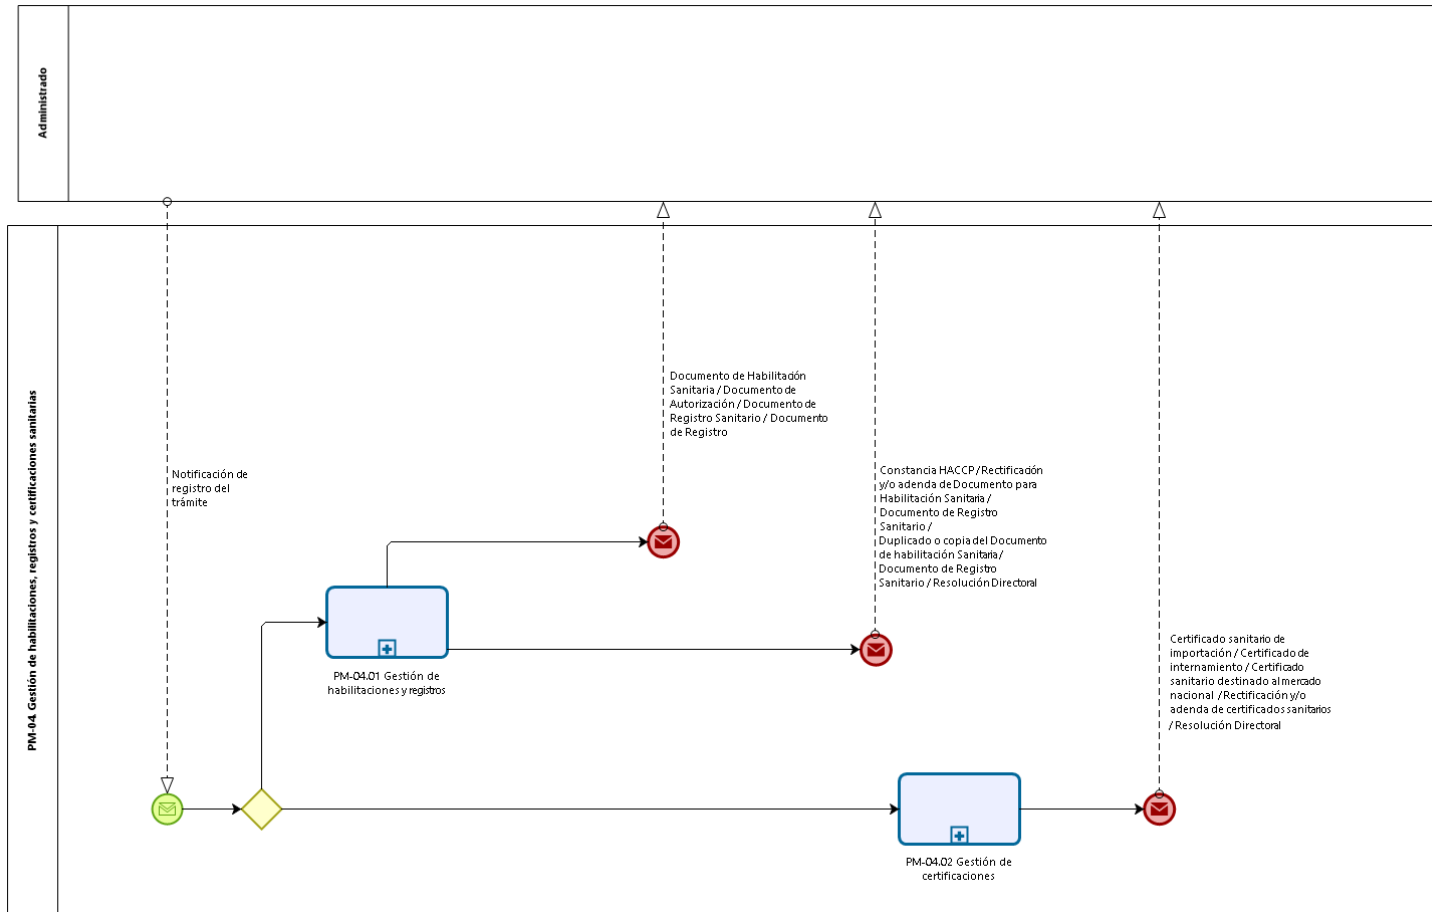 Administrado
PM-04. Gestión de habilitaciones, registros y certificaciones sanitarias
Notificación de
registro del
trámite
Documento de Habilitación
Sanitaria / Documento de
Autorización / Documento de
Registro Sanitario / Documento
de Registro
Constancia HACCP / Rectificación
y/o adenda de Documento para
Habilitación Sanitaria /
Documento de Registro
Sanitario /
Duplicado o copia del Documento
de habilitación Sanitaria /
Documento de Registro
Sanitario / Resolución Directoral
PM-04.01 Gestión de
habilitaciones y registros
Certificado sanitario de
importación / Certificado de
internamiento / Certificado
sanitario destinado al mercado
nacional / Rectificación y/o
adenda de certificados sanitarios
/ Resolución Directoral
PM-04.02 Gestión de
certificaciones